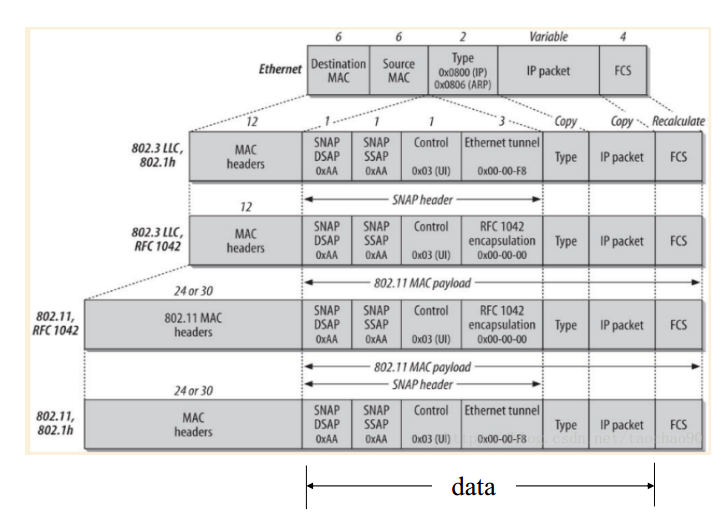 6 6 2 Variable 4
Ethernet
Destination MAC
Source MAC
Type 0x0800 (IP) 0x0806 (ARP)
IP packet
FCS
12 1 1 1 3 Copy Copy Recalculate
802.3 LLC, 802.1h
MAC headers
SNAP DSAP 0xAA
SNAP SSAP 0xAA
Control 0x03 (UI)
Ethernet tunnel 0x00-00-F8
Type
IP packet
FCS
SNAP header
12
802.3 LLC, RFC 1042
MAC headers
SNAP DSAP 0xAA
SNAP SSAP 0xAA
Control 0x03 (UI)
RFC 1042 encapsulation 0x00-00-00
Type
IP packet
FCS
802.11 MAC payload
24 or 30
802.11, RFC 1042
802.11 MAC headers
SNAP DSAP 0xAA
SNAP SSAP 0xAA
Control 0x03 (UI)
RFC 1042 encapsulation 0x00-00-00
Type
IP packet
FCS
802.11 MAC payload
SNAP header
24 or 30
802.11, 802.1h
MAC headers
SNAP DSAP 0xAA
SNAP SSAP 0xAA
Control 0x03 (UI)
Ethernet tunnel 0x00-00-F8
Type
IP packet
FCS
data